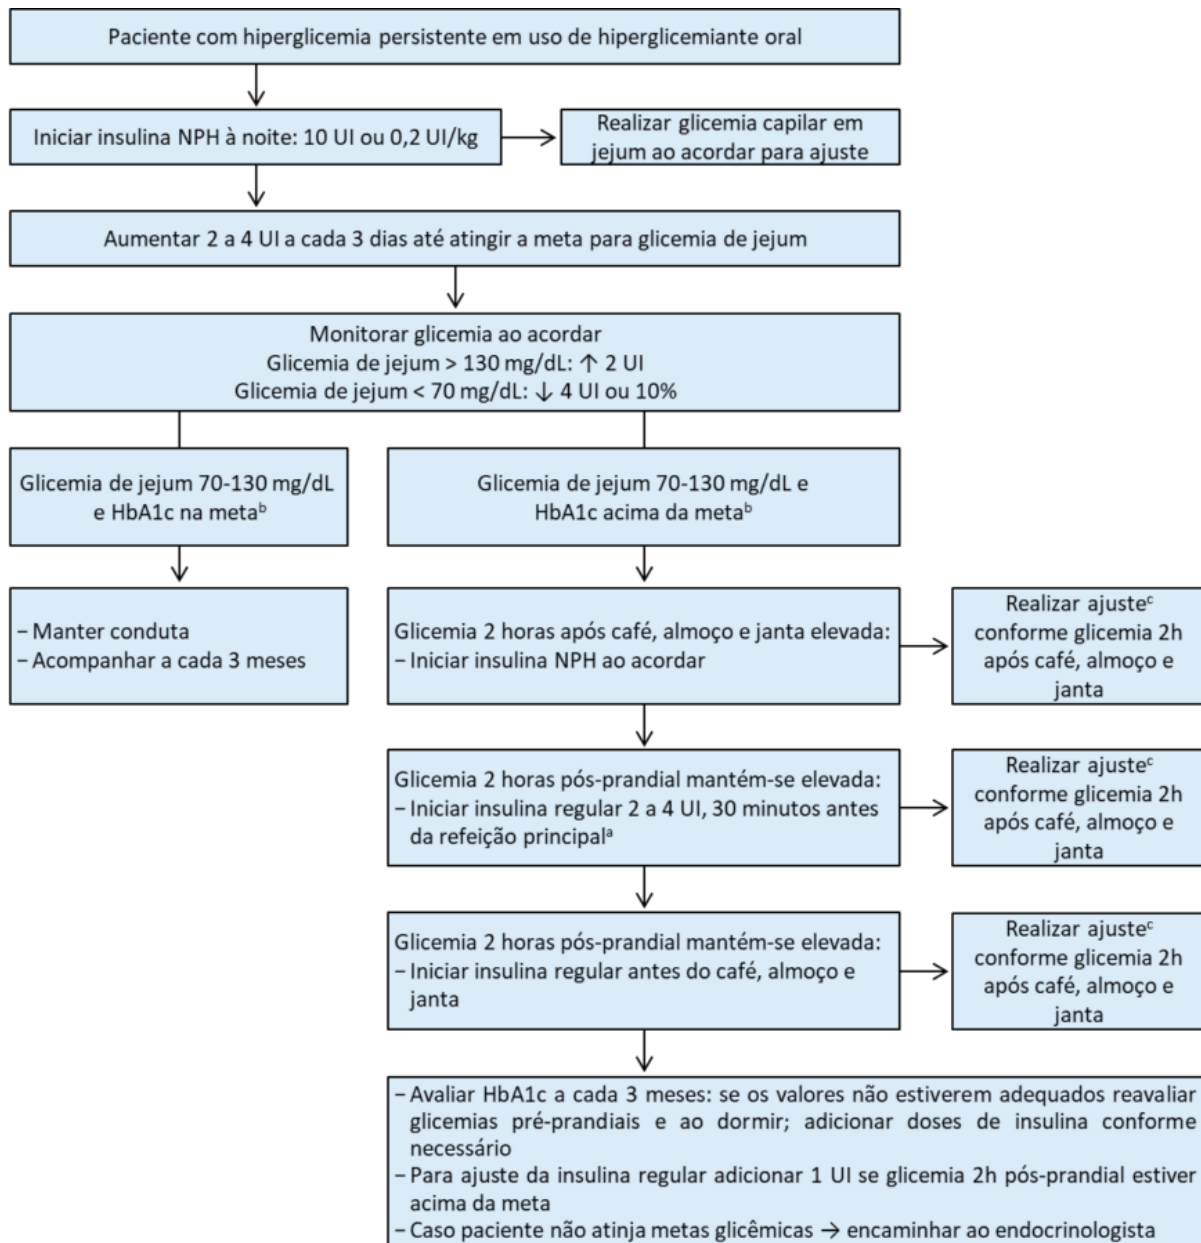 Paciente com hiperglicemia persistente em uso de hiperglicemiante oral
Iniciar insulina NPH à noite: 10 UI ou 0,2 UI/kg
Realizar glicemia capilar em
jejum ao acordar para ajuste
Aumentar 2 a 4 UI a cada 3 dias até atingir a meta para glicemia de jejum
Monitorar glicemia ao acordar
Glicemia de jejum > 130 mg/dL: ↑ 2 UI
Glicemia de jejum < 70 mg/dL: ↓ 4 UI ou 10%
Glicemia de jejum 70-130 mg/dL
e HbA1c na metaᵇ
Glicemia de jejum 70-130 mg/dL e
HbA1c acima da metaᵇ
– Manter conduta
– Acompanhar a cada 3 meses
Glicemia 2 horas após café, almoço e janta elevada:
– Iniciar insulina NPH ao acordar
Realizar ajusteᶜ
conforme glicemia 2h
após café, almoço e
janta
Glicemia 2 horas pós-prandial mantém-se elevada:
– Iniciar insulina regular 2 a 4 UI, 30 minutos antes
da refeição principalᵃ
Realizar ajusteᶜ
conforme glicemia 2h
após café, almoço e
janta
Glicemia 2 horas pós-prandial mantém-se elevada:
– Iniciar insulina regular antes do café, almoço e
janta
Realizar ajusteᶜ
conforme glicemia 2h
após café, almoço e
janta
– Avaliar HbA1c a cada 3 meses: se os valores não estiverem adequados reavaliar
glicemias pré-prandiais e ao dormir; adicionar doses de insulina conforme
necessário
– Para ajuste da insulina regular adicionar 1 UI se glicemia 2h pós-prandial estiver
acima da meta
– Caso paciente não atinja metas glicêmicas → encaminhar ao endocrinologista